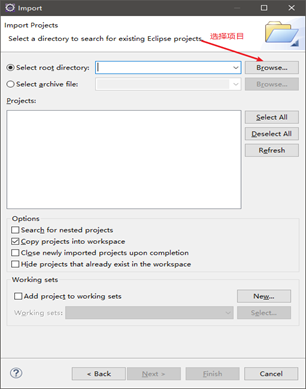 Import
Import Projects
Select a directory to search for existing Eclipse projects.
选择项目
Select root directory:
Browse...
Select archive file:
Browse...
Projects:
Select All
Deselect All
Refresh
Options
Search for nested projects
Copy projects into workspace
Close newly imported projects upon completion
Hide projects that already exist in the workspace
Working sets
Add project to working sets
New...
Working sets:
Select...
?
< Back
Next >
Finish
Cancel